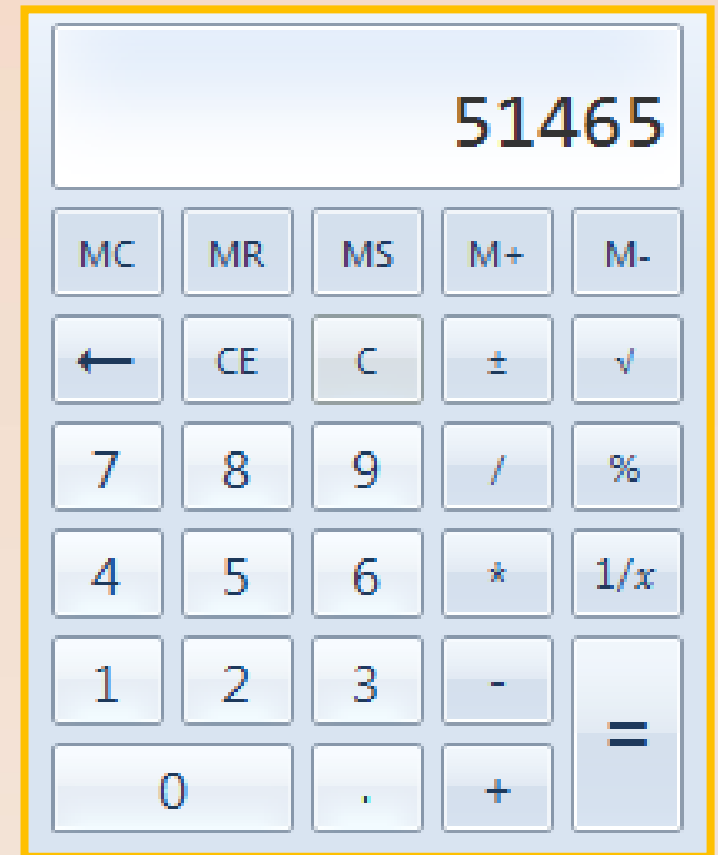 51465
MC MR MS M+ M-
← CE C ± √
7 8 9 / %
4 5 6 * 1/x
1 2 3 -
=
0 . +